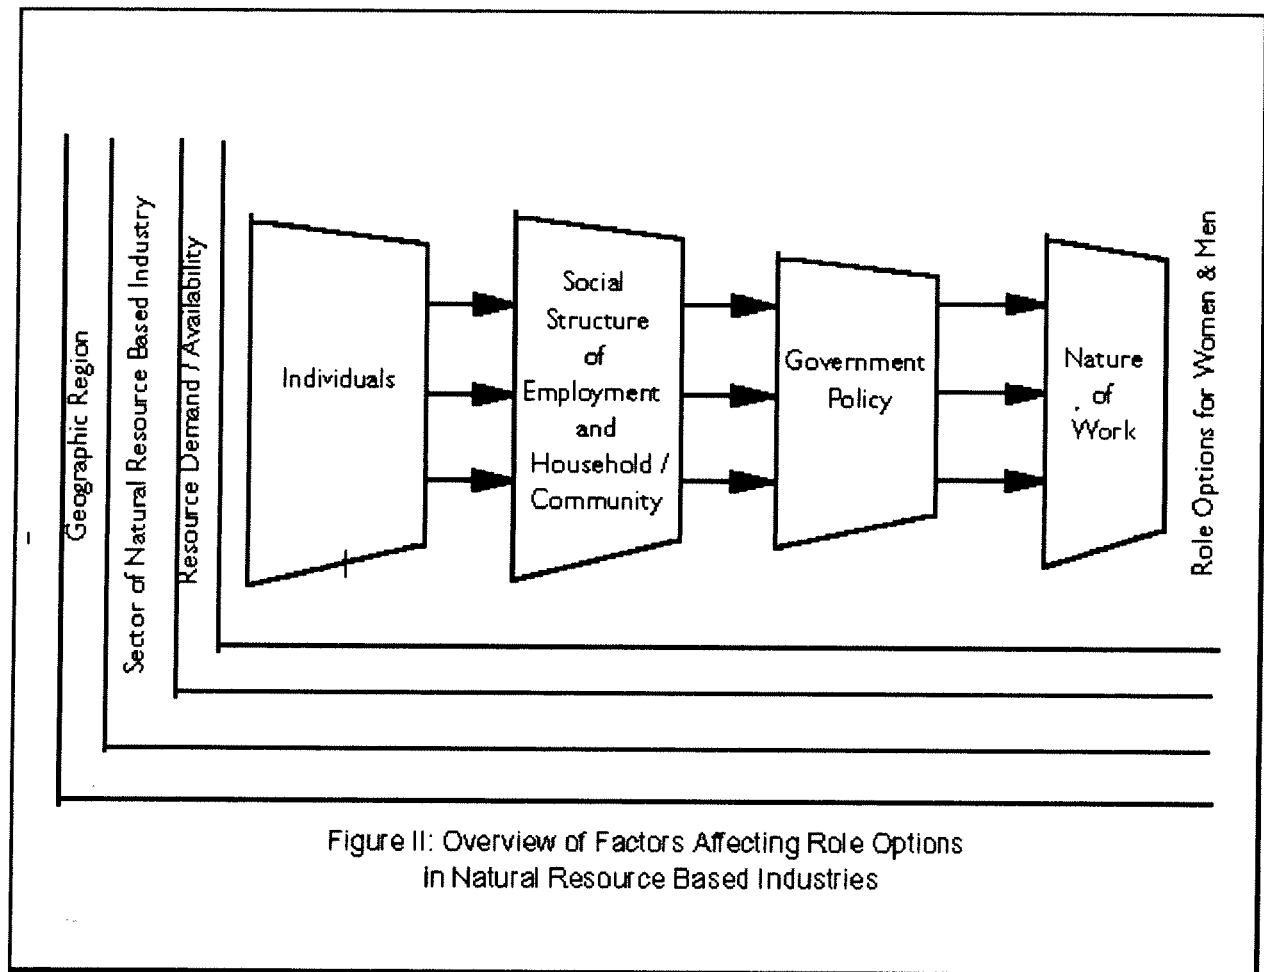 Geographic Region
Sector of Natural Resource Based Industry
Resource Demand / Availability
Individuals
Social
Structure
of
Employment
and
Household /
Community
Government
Policy
Nature
of
Work
Role Options for Women & Men
Figure II: Overview of Factors Affecting Role Options
in Natural Resource Based Industries